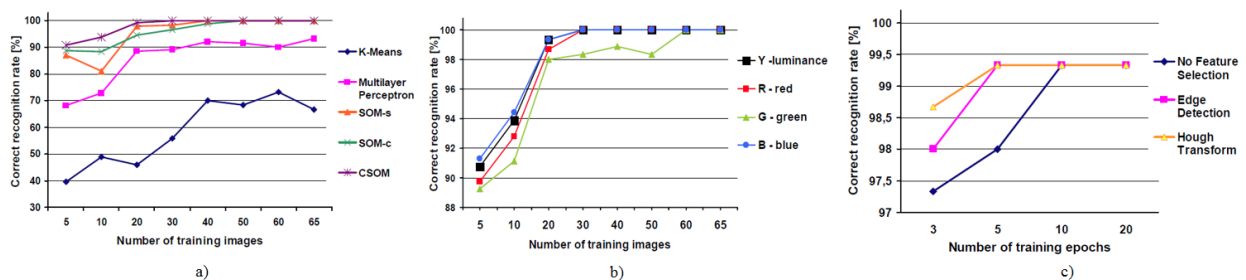 Correct recognition rate [%]
100
90
80
70
60
50
40
30
5 10 20 30 40 50 60 65
Number of training images
K-Means
Multilayer
Perceptron
SOM-s
SOM-c
CSOM
a)
Correct recognition rate [%]
100
98
96
94
92
90
88
5 10 20 30 40 50 60 65
Number of training images
Y -luminance
R - red
G - green
B - blue
b)
Correct recognition rate [%]
100
99,5
99
98,5
98
97,5
97
3 5 10 20
Number of training epochs
No Feature
Selection
Edge
Detection
Hough
Transform
c)